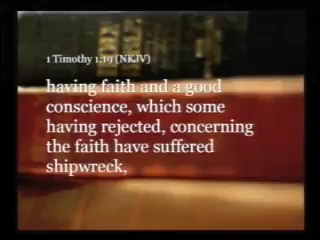 1 Timothy 1:19 (NKJV)
having faith and a good
conscience, which some
having rejected, concerning
the faith have suffered
shipwreck,